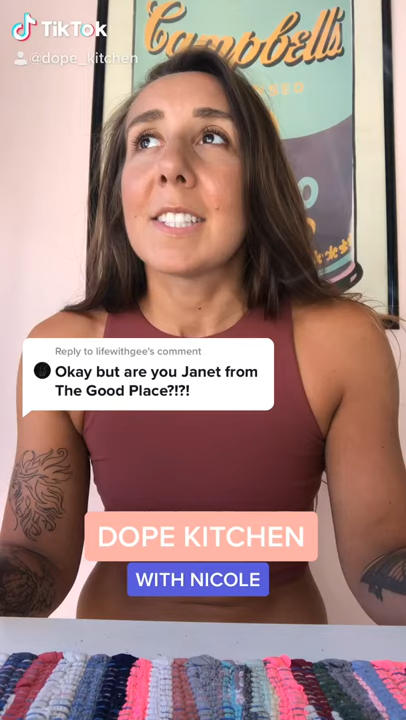 TikTok
@dope_kitchen
Campbell's
Reply to lifewithgee's comment
Okay but are you Janet from
The Good Place?!?!
DOPE KITCHEN
WITH NICOLE